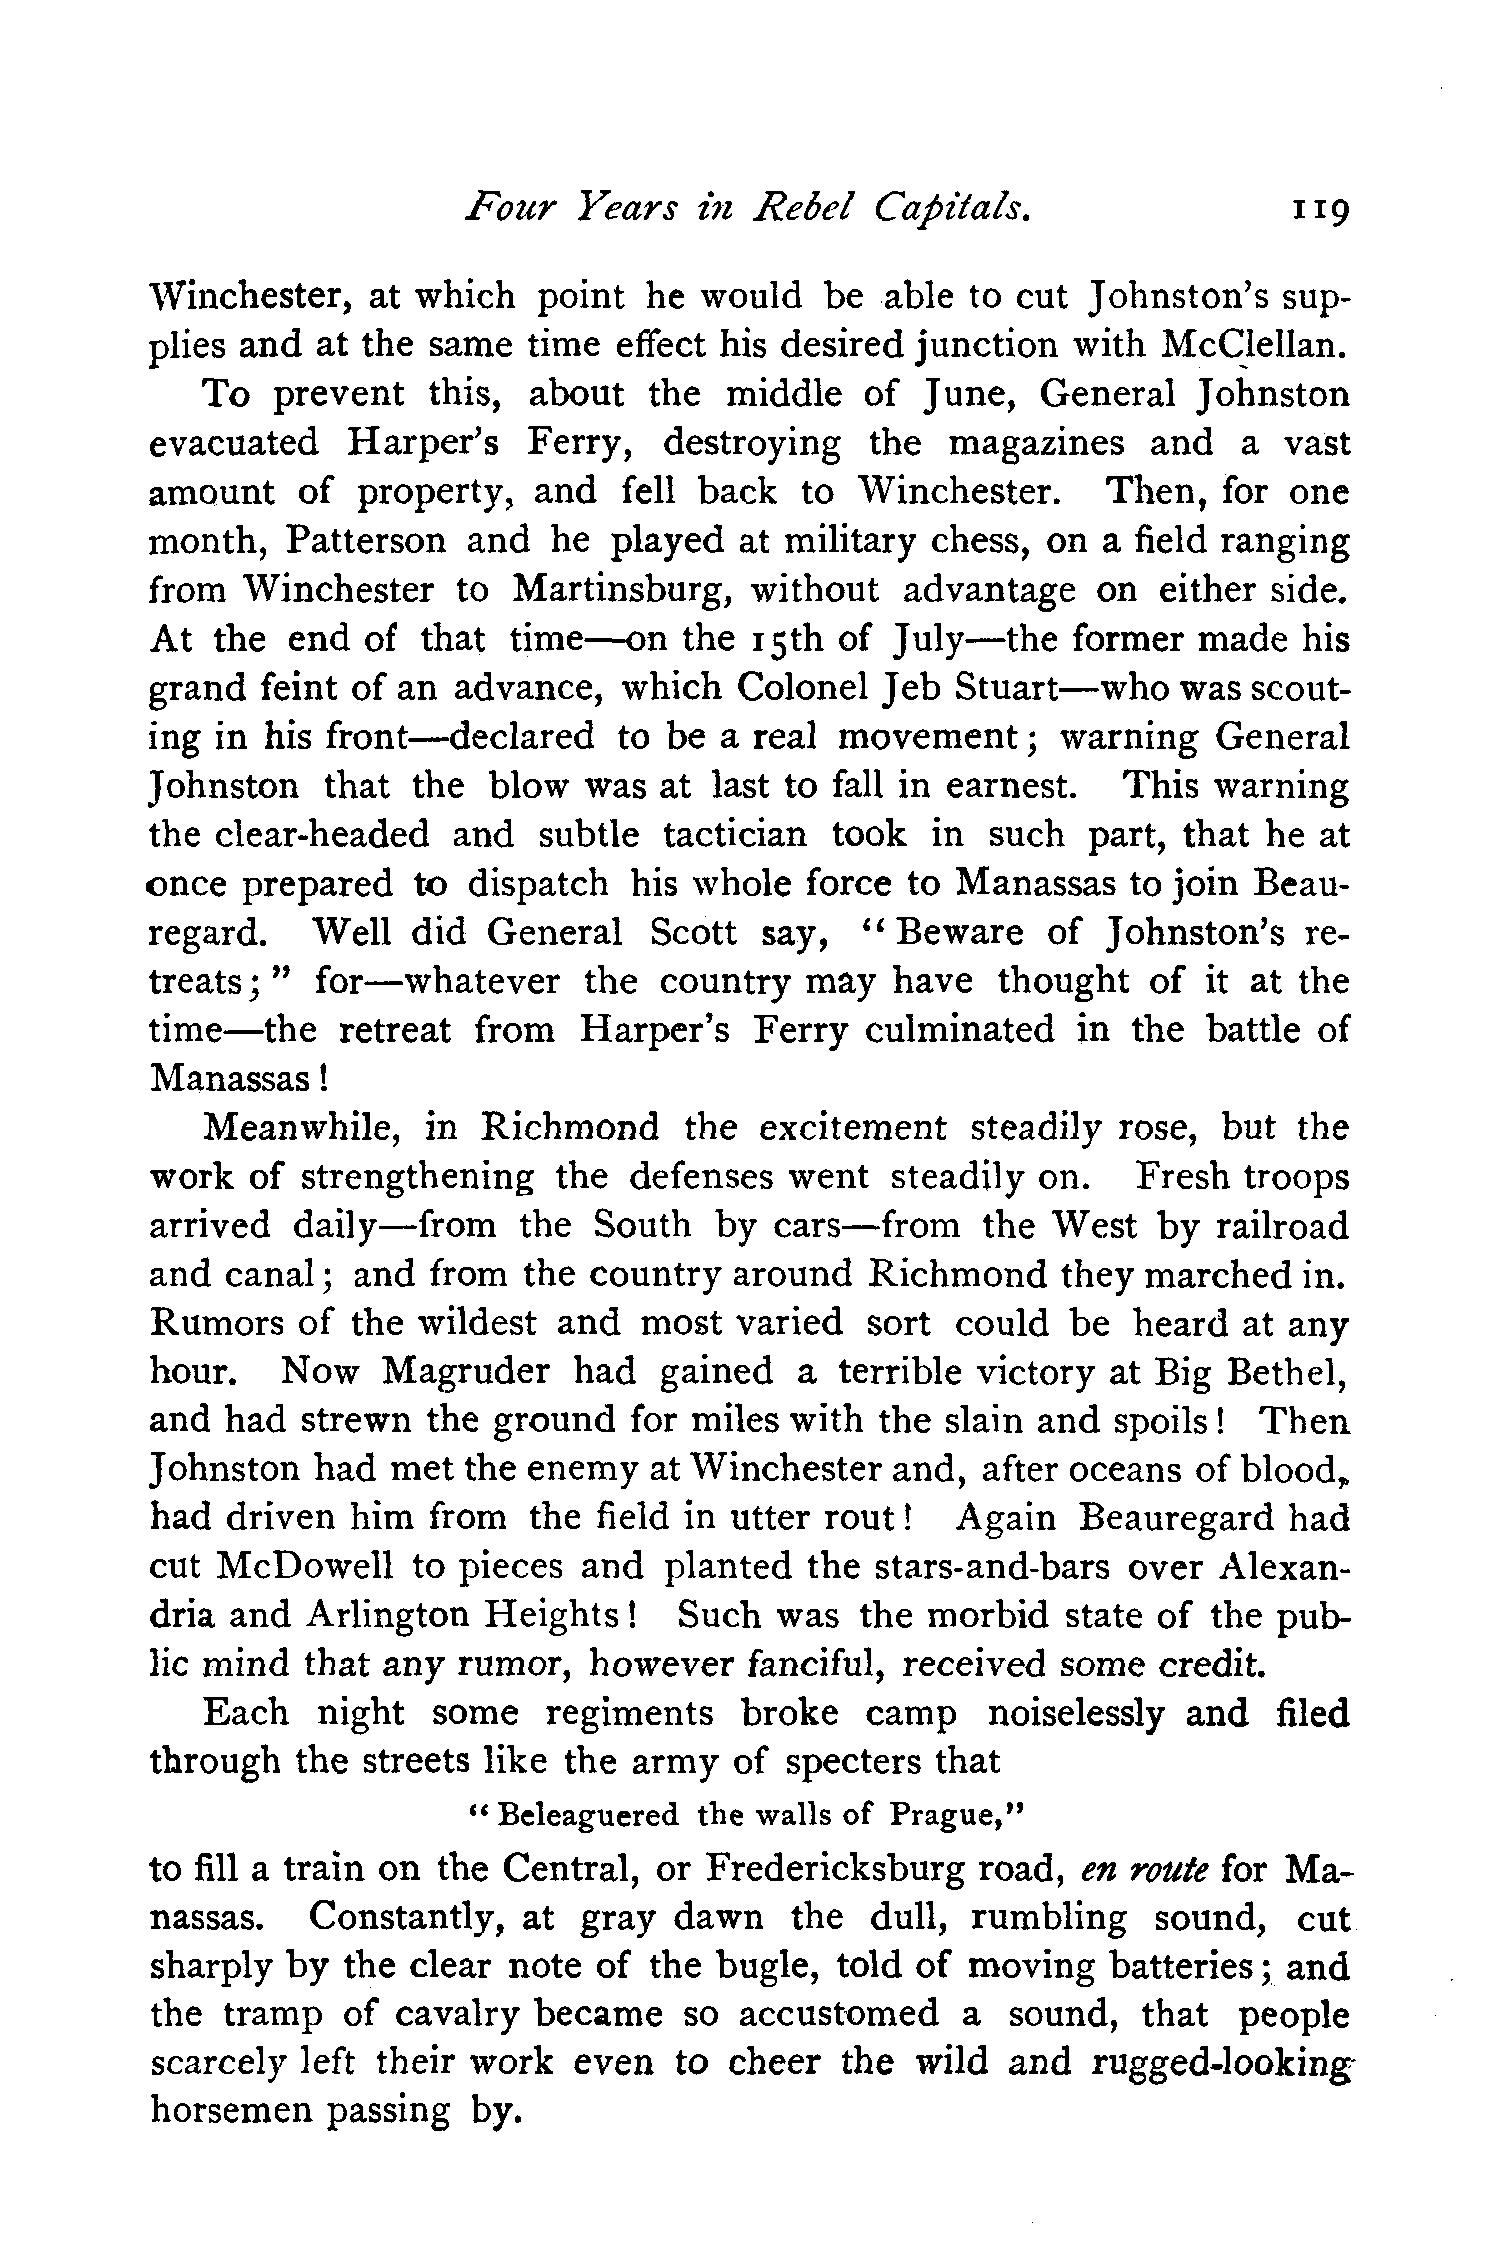 Four Years in Rebel Capitals. 119
Winchester, at which point he would be able to cut Johnston's sup-
plies and at the same time effect his desired junction with McClellan.
To prevent this, about the middle of June, General Johnston
evacuated Harper's Ferry, destroying the magazines and a vast
amount of property, and fell back to Winchester. Then, for one
month, Patterson and he played at military chess, on a field ranging
from Winchester to Martinsburg, without advantage on either side.
At the end of that time—on the 15th of July—the former made his
grand feint of an advance, which Colonel Jeb Stuart—who was scout-
ing in his front—declared to be a real movement; warning General
Johnston that the blow was at last to fall in earnest. This warning
the clear-headed and subtle tactician took in such part, that he at
once prepared to dispatch his whole force to Manassas to join Beau-
regard. Well did General Scott say, "Beware of Johnston's re-
treats;" for—whatever the country may have thought of it at the
time—the retreat from Harper's Ferry culminated in the battle of
Manassas!
Meanwhile, in Richmond the excitement steadily rose, but the
work of strengthening the defenses went steadily on. Fresh troops
arrived daily—from the South by cars—from the West by railroad
and canal; and from the country around Richmond they marched in.
Rumors of the wildest and most varied sort could be heard at any
hour. Now Magruder had gained a terrible victory at Big Bethel,
and had strewn the ground for miles with the slain and spoils! Then
Johnston had met the enemy at Winchester and, after oceans of blood,
had driven him from the field in utter rout! Again Beauregard had
cut McDowell to pieces and planted the stars-and-bars over Alexan-
dria and Arlington Heights! Such was the morbid state of the pub-
lic mind that any rumor, however fanciful, received some credit.
Each night some regiments broke camp noiselessly and filed
through the streets like the army of specters that
"Beleaguered the walls of Prague,"
to fill a train on the Central, or Fredericksburg road, en route for Ma-
nassas. Constantly, at gray dawn the dull, rumbling sound, cut
sharply by the clear note of the bugle, told of moving batteries; and
the tramp of cavalry became so accustomed a sound, that people
scarcely left their work even to cheer the wild and rugged-looking
horsemen passing by.